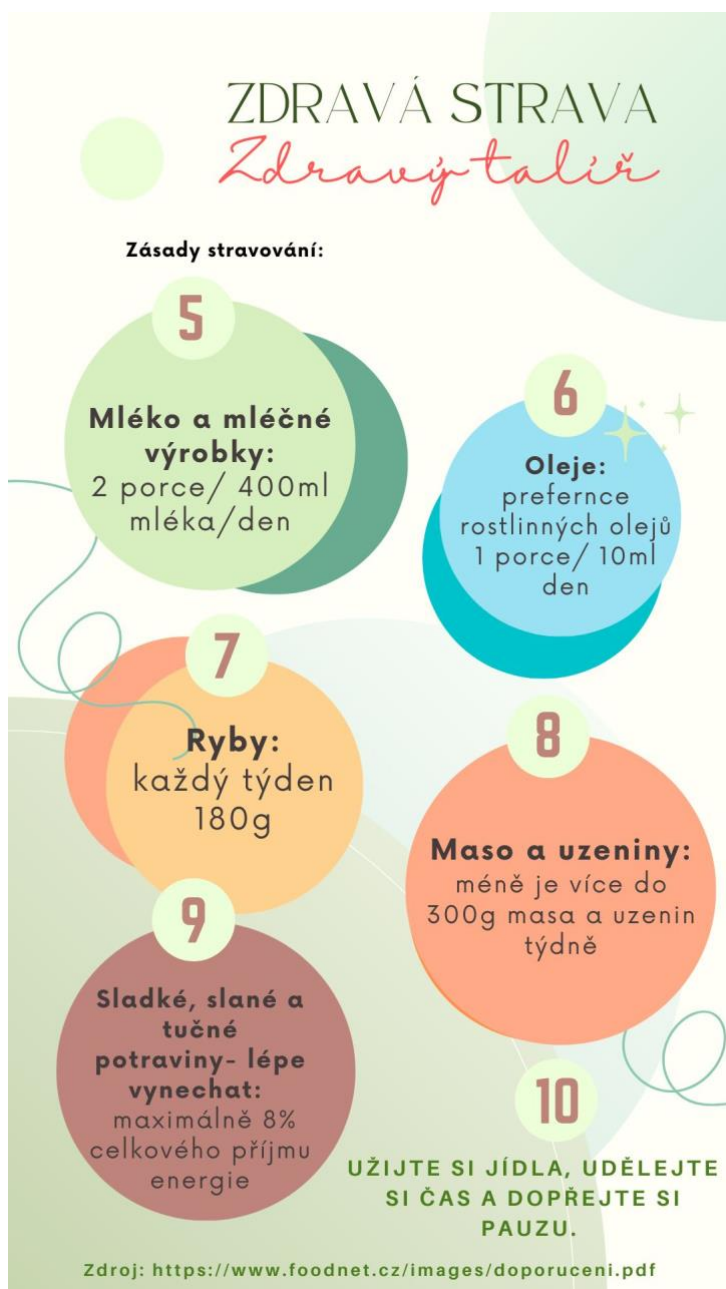 ZDRAVÁ STRAVA
Zdravý talíř
Zásady stravování:
5
Mléko a mléčné
výrobky:
2 porce/ 400ml
mléka/den
6
Oleje:
prefernce
rostlinných olejů
1 porce/ 10ml
den
7
Ryby:
každý týden
180g
8
Maso a uzeniny:
méně je více do
300g masa a uzenin
týdně
9
Sladké, slané a
tučné
potraviny- lépe
vynechat:
maximálně 8%
celkového příjmu
energie
10
UŽIJTE SI JÍDLA, UDĚLEJTE
SI ČAS A DOPŘEJTE SI
PAUZU.
Zdroj: https://www.foodnet.cz/images/doporuceni.pdf